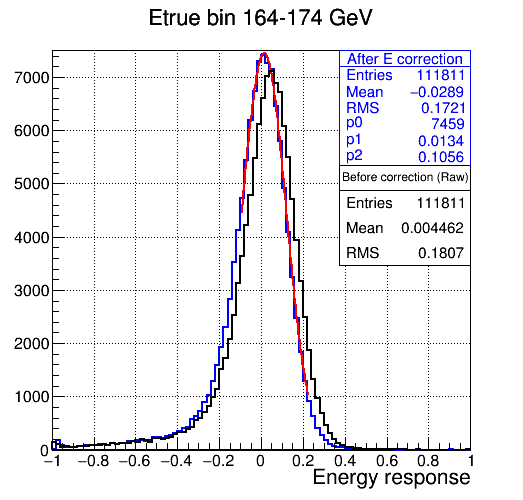 Etrue bin 164-174 GeV
After E correction
Entries 111811
Mean −0.0289
RMS 0.1721
p0 7459
p1 0.0134
p2 0.1056
Before correction (Raw)
Entries 111811
Mean 0.004462
RMS 0.1807
7000
6000
5000
4000
3000
2000
1000
0
−1 −0.8 −0.6 −0.4 −0.2 0 0.2 0.4 0.6 0.8 1
Energy response